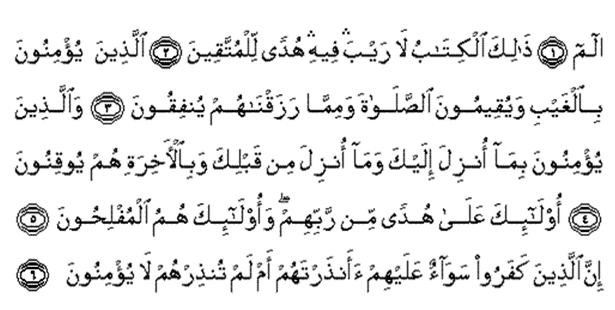 الٓمٓ ۝١ ذَٰلِكَ ٱلْكِتَـٰبُ لَا رَيْبَ ۛ فِيهِ ۛ هُدًى لِّلْمُتَّقِينَ ۝٢ ٱلَّذِينَ يُؤْمِنُونَ
بِٱلْغَيْبِ وَيُقِيمُونَ ٱلصَّلَوٰةَ وَمِمَّا رَزَقْنَـٰهُمْ يُنفِقُونَ ۝٣ وَٱلَّذِينَ
يُؤْمِنُونَ بِمَآ أُنزِلَ إِلَيْكَ وَمَآ أُنزِلَ مِن قَبْلِكَ وَبِٱلْأَخِرَةِ هُمْ يُوقِنُونَ
۝٤ أُوْلَـٰٓئِكَ عَلَىٰ هُدًى مِّن رَّبِّهِمْ ۖ وَأُوْلَـٰٓئِكَ هُمُ ٱلْمُفْلِحُونَ ۝٥
إِنَّ ٱلَّذِينَ كَفَرُوا۟ سَوَآءٌ عَلَيْهِمْ ءَأَنذَرْتَهُمْ أَمْ لَمْ تُنذِرْهُمْ لَا يُؤْمِنُونَ ۝٦